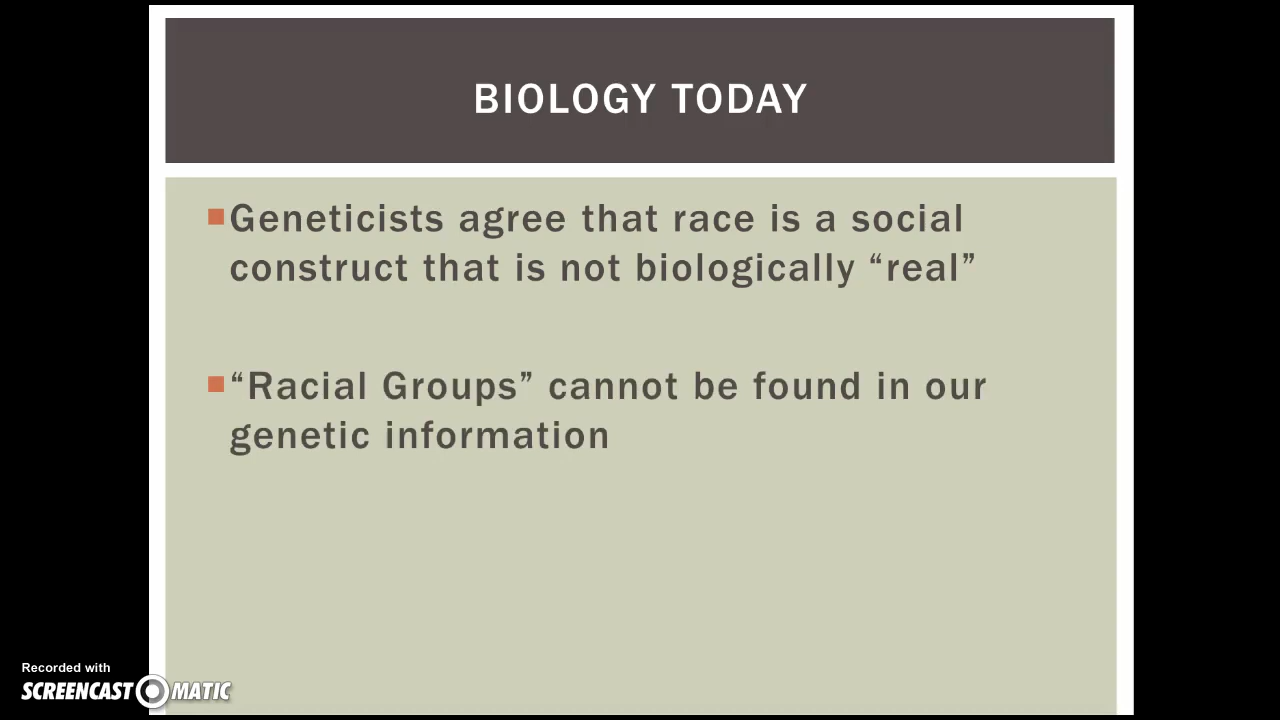 BIOLOGY TODAY
Geneticists agree that race is a social
construct that is not biologically “real”
“Racial Groups” cannot be found in our
genetic information
Recorded with
SCREENCAST MATIC